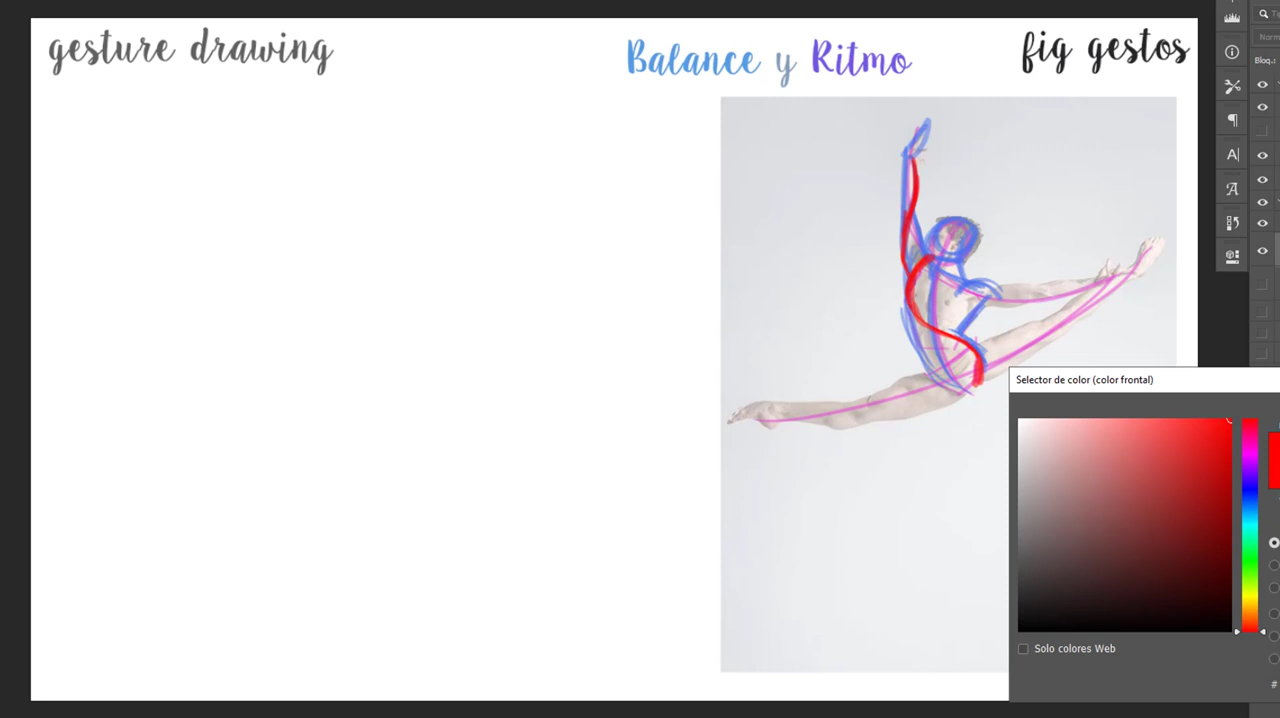 gesture drawing
Balance y Ritmo
fig gestos
Bloq.:
Selector de color (color frontal)
Solo colores Web
#